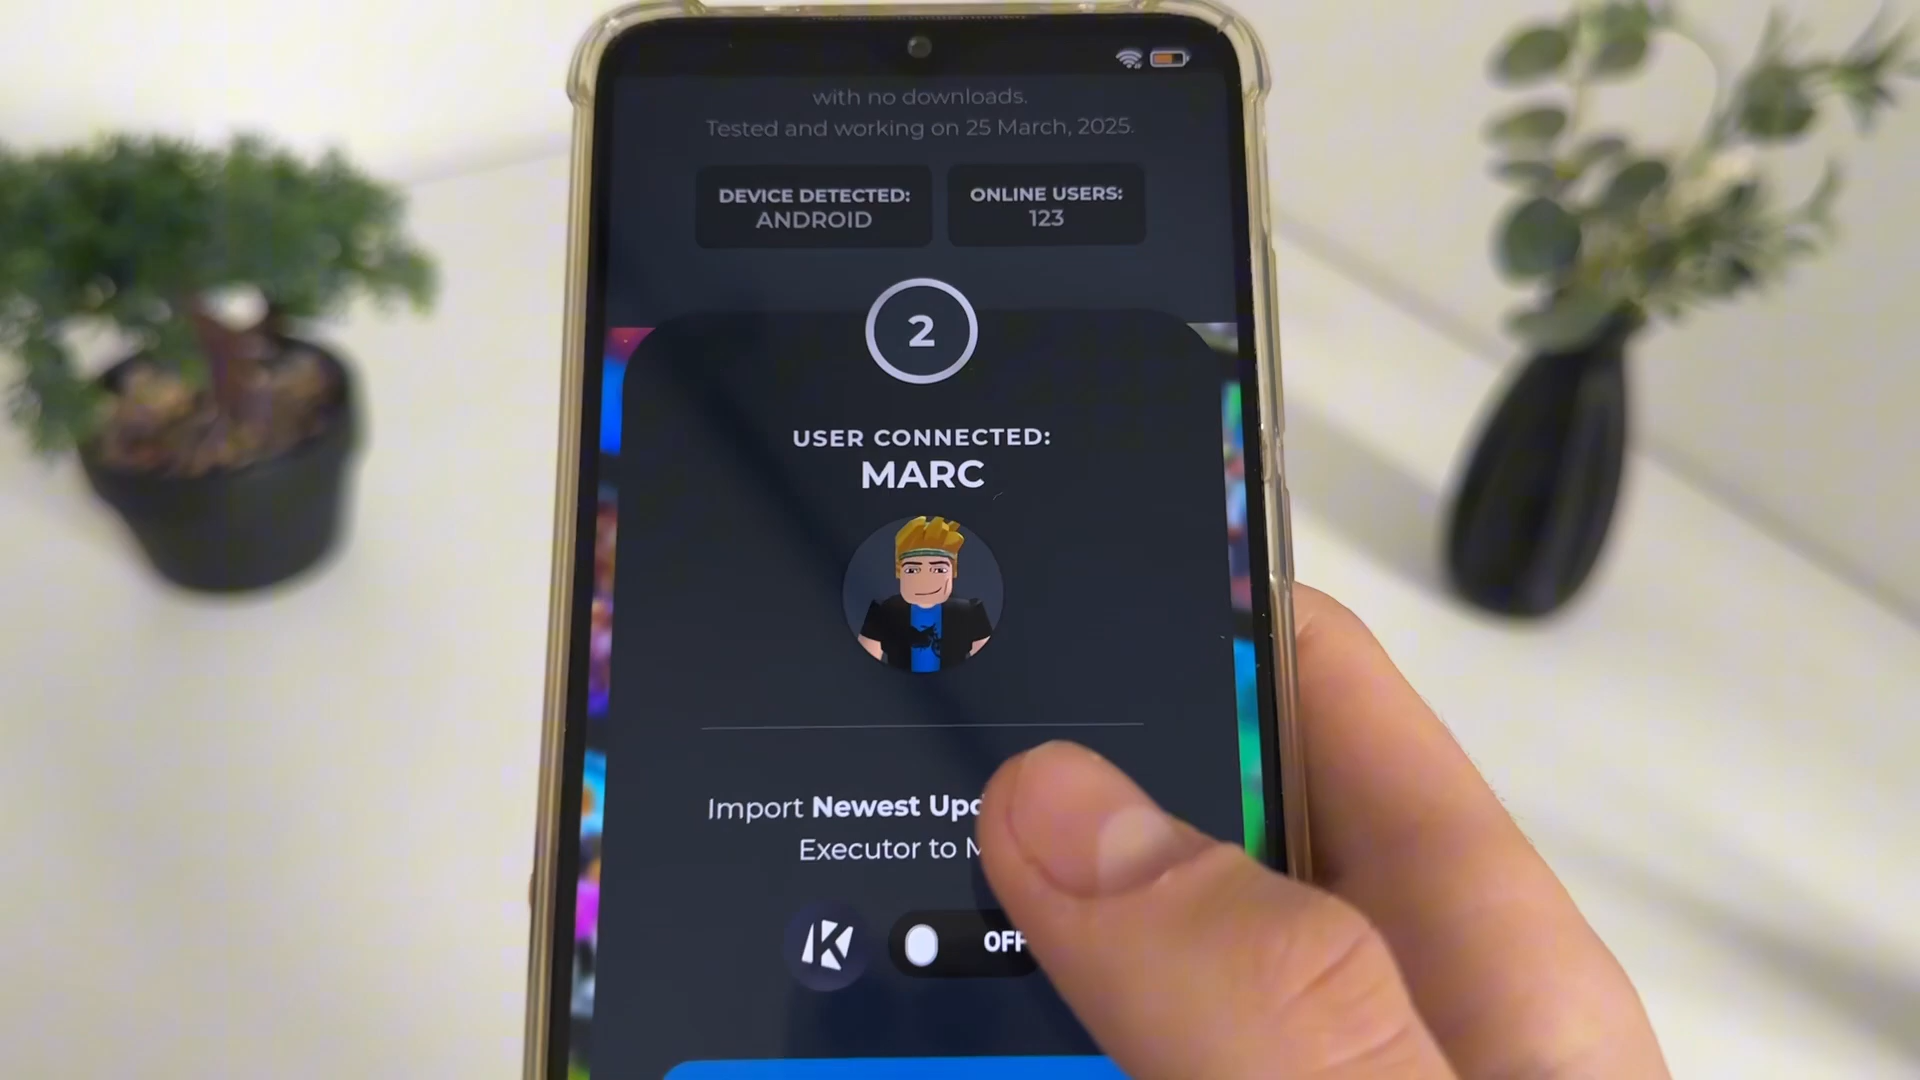 with no downloads.
Tested and working on 25 March, 2025.
DEVICE DETECTED:
ANDROID
ONLINE USERS:
123
2
USER CONNECTED:
MARC
Import Newest
Executor to
K
OFF